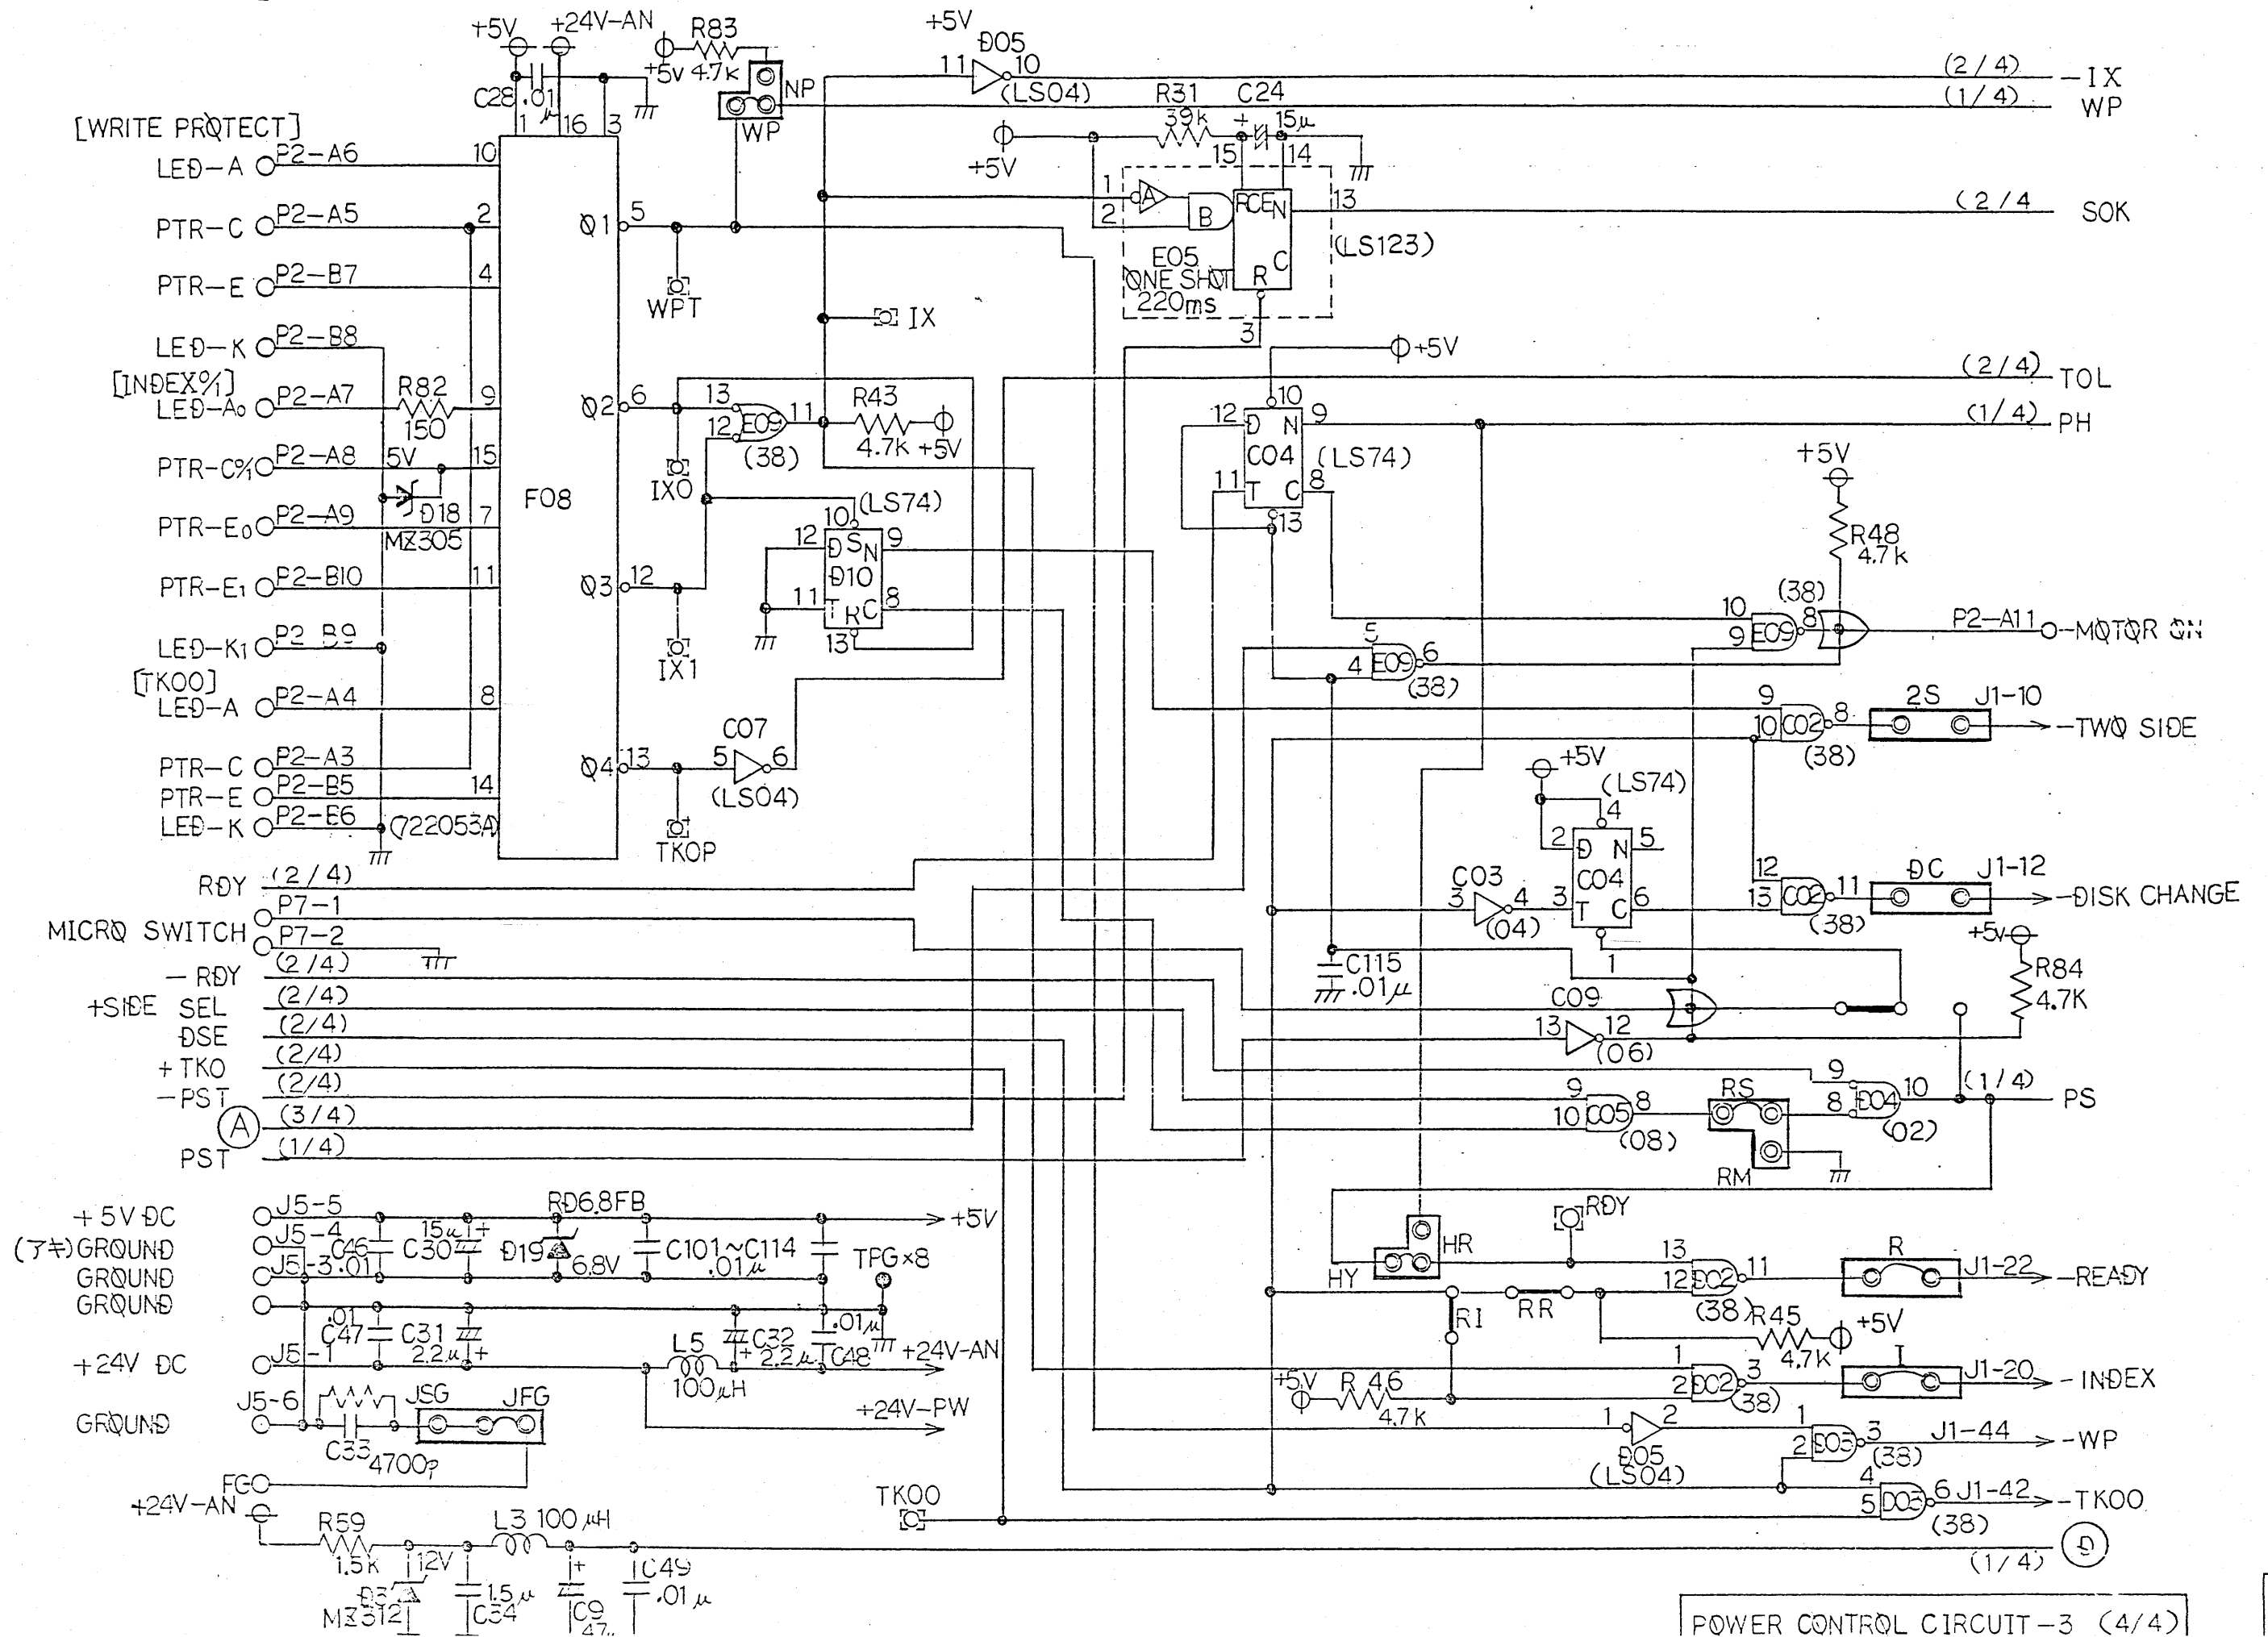 +5V
+24V-AN
R83
+5V 4.7K
C28 .01μ
1 16 3
NP
WP
+5V
D05
11 10
(LS04)
(2/4) -IX
(1/4) WP
R31
39k
C24
+ 15μ
+5V
15 14
[WRITE PROTECT]
LED-A P2-A6 10
PTR-C P2-A5 2
PTR-E P2-B7 4
LED-K P2-B8
[INDEX0/1]
LED-A0 P2-A7 R82 150 9
PTR-C0/1 P2-A8 5V 15
D18
MZ305
PTR-E0 P2-A9 7
PTR-E1 P2-B10 11
LED-K1 P2 B9
[TK00]
LED-A P2-A4 8
PTR-C P2-A3
PTR-E P2-B5 14
LED-K P2-E6
(722053A)
F08
Q1 5
WPT
Q2 6
IX0
Q3 12
IX1
Q4 13
TK0P
C07
5 6
(LS04)
13
12
E09 11
(38)
R43
4.7K +5V
IX
1
2
A
B
RCEN
C
R
13
3
E05
ONE SHOT
220ms
(LS123)
(2/4 SOK
(LS74)
10
12 D S N 9
D10
11 T R C 8
13
+5V
10
12 D N 9
C04
11 T C 8
13
(LS74)
(2/4) TOL
(1/4) PH
+5V
R48
4.7K
5
4
E09 6
(38)
10
9
E09 8
(38)
P2-A11 -MOTOR ON
9
10
C02 8
(38)
2S J1-10 -TWO SIDE
+5V
(LS74)
4
2 D N 5
C04
3 T C 6
1
C03
3 4
(04)
12
13
C02 11
(38)
DC J1-12 -DISK CHANGE
+5V
R84
4.7K
C115
.01μ
C09
13 12
(06)
RDY (2/4)
MICRO SWITCH P7-1
P7-2
- RDY (2/4)
+SIDE SEL (2/4)
DSE (2/4)
+TK0 (2/4)
-PST (2/4)
A (3/4)
PST (1/4)
9
10
C05 8
(08)
RS
RM
9
8
D04 10
(02)
(1/4) PS
+5V DC J5-5
(アキ)GROUND J5-4
GROUND J5-3
GROUND
C46
.01
15μ +
C30
D19
RD6.8FB
6.8V
C101~C114
.01μ
+5V
TPG×8
.01
C47
C31
2.2μ +
L5
100μH
C32
+ 2.2μ
.01μ
C48
+24V DC J5-1
+24V-AN
+24V-PW
GROUND J5-6
JSG JFG
C33
4700P
FG
+24V-AN
R59
1.5K
12V
D3
MZ312
1.5μ
C34
L3 100μH
+
C9
47μ
C49
.01μ
TK00
HR
HY
RDY
13
12
D02 11
(38)
R J1-22 -READY
RI
RR
R45
4.7K
+5V
+5V
R 46
4.7K
1
2
D02 3
(38)
I J1-20 -INDEX
1 2
D05
(LS04)
1
2
D03 3
(38)
J1-44 -WP
4
5
D03 6
(38)
J1-42 -TK00
(1/4) D
POWER CONTROL CIRCUIT-3 (4/4)